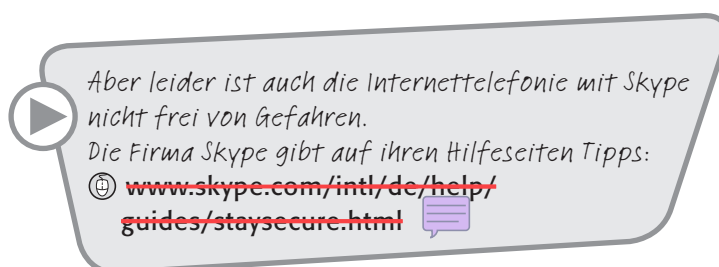 Aber leider ist auch die Internettelefonie mit Skype
nicht frei von Gefahren.
Die Firma Skype gibt auf ihren Hilfeseiten Tipps:
www.skype.com/intl/de/help/
guides/staysecure.html